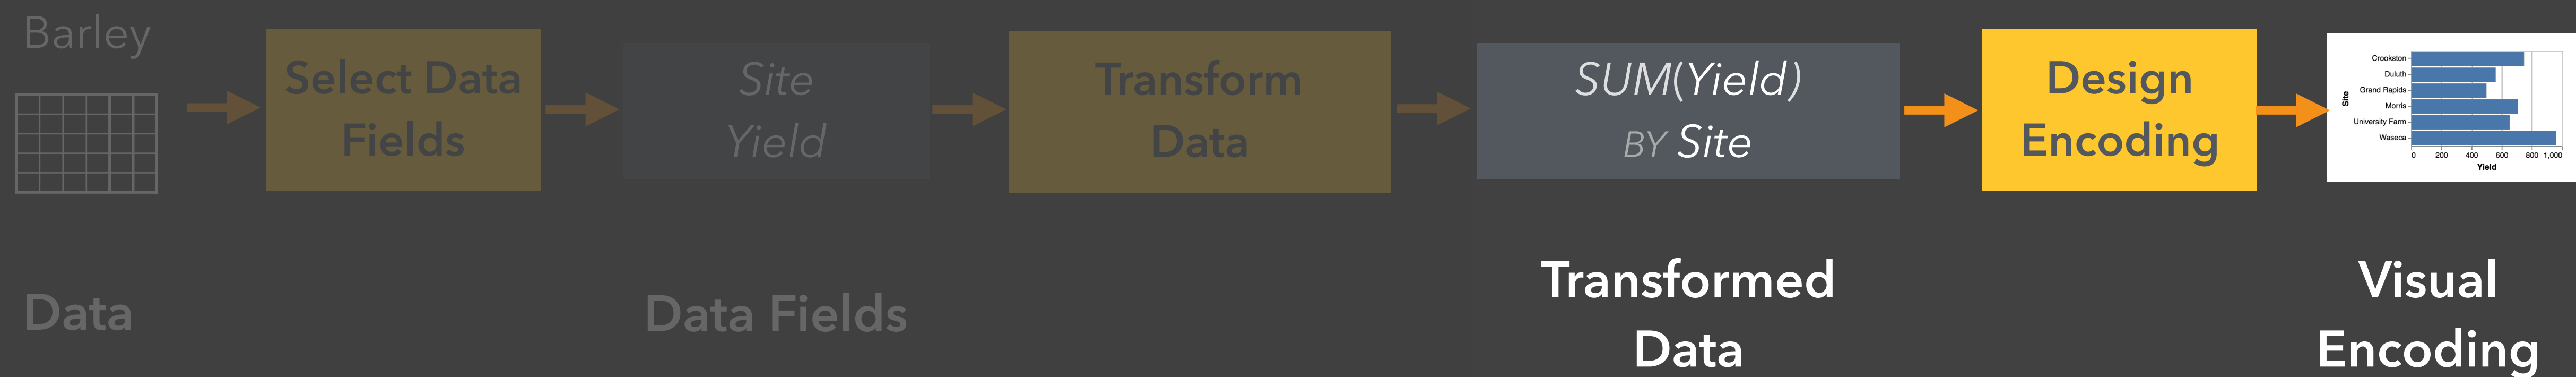 Barley
Select Data
Fields
Site
Yield
Transform
Data
SUM(Yield)
BY Site
Design
Encoding
Site
Crookston
Duluth
Grand Rapids
Morris
University Farm
Waseca
0 200 400 600 800 1,000
Yield
Data
Data Fields
Transformed
Data
Visual
Encoding